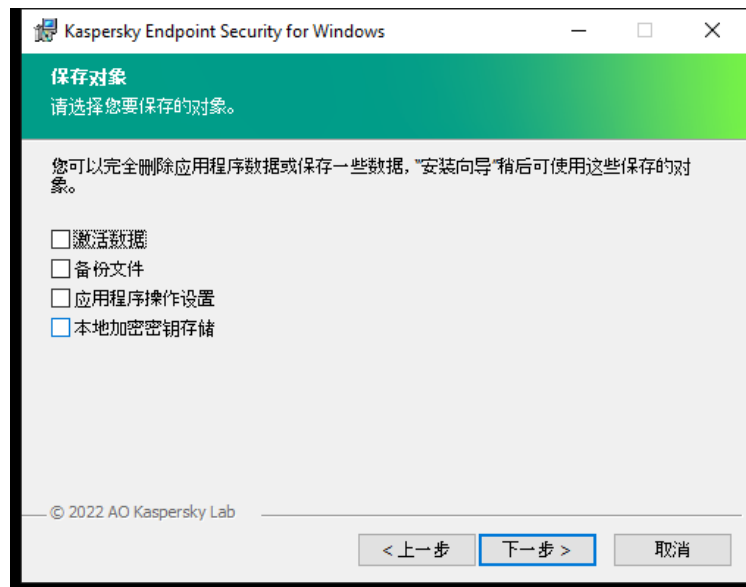 Kaspersky Endpoint Security for Windows
保存对象
请选择您要保存的对象。
您可以完全删除应用程序数据或保存一些数据，"安装向导"稍后可使用这些保存的对
象。
激活数据
备份文件
应用程序操作设置
本地加密密钥存储
© 2022 AO Kaspersky Lab
< 上一步 下一步 > 取消